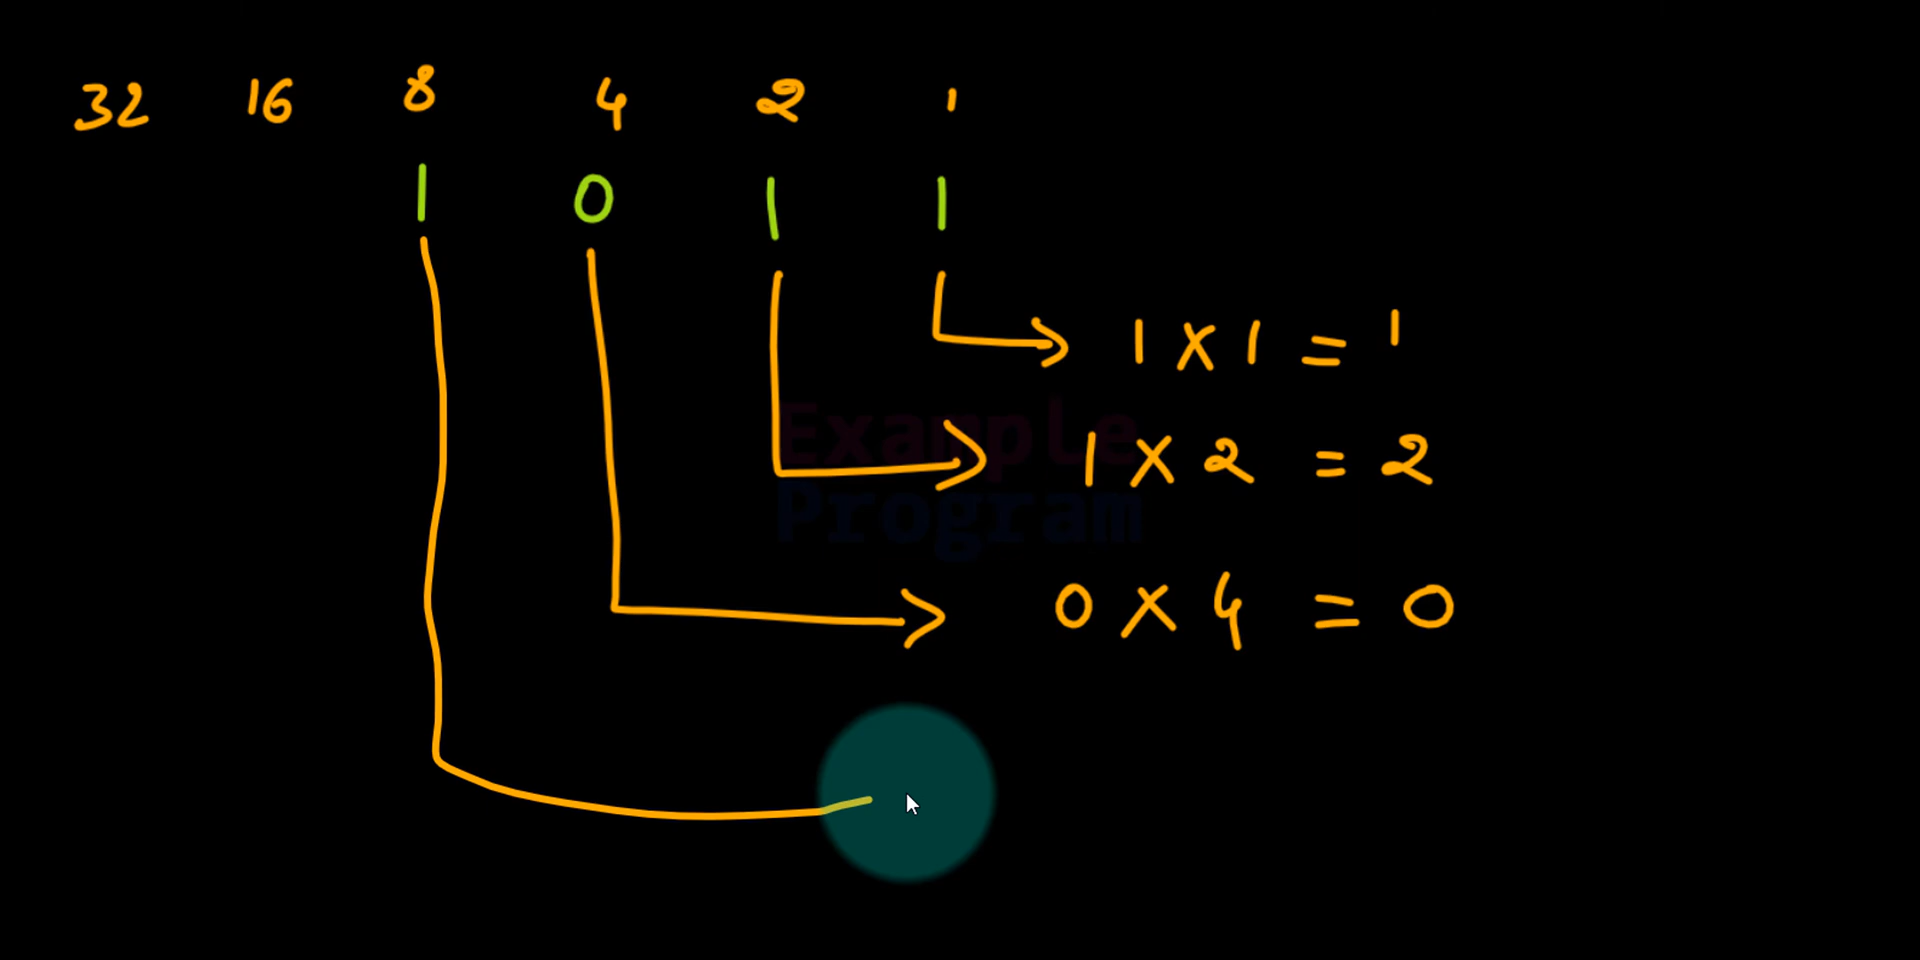 32 16 8 4 2 1
1 0 1 1
1 X 1 = 1
Example
1 X 2 = 2
Program
0 X 4 = 0